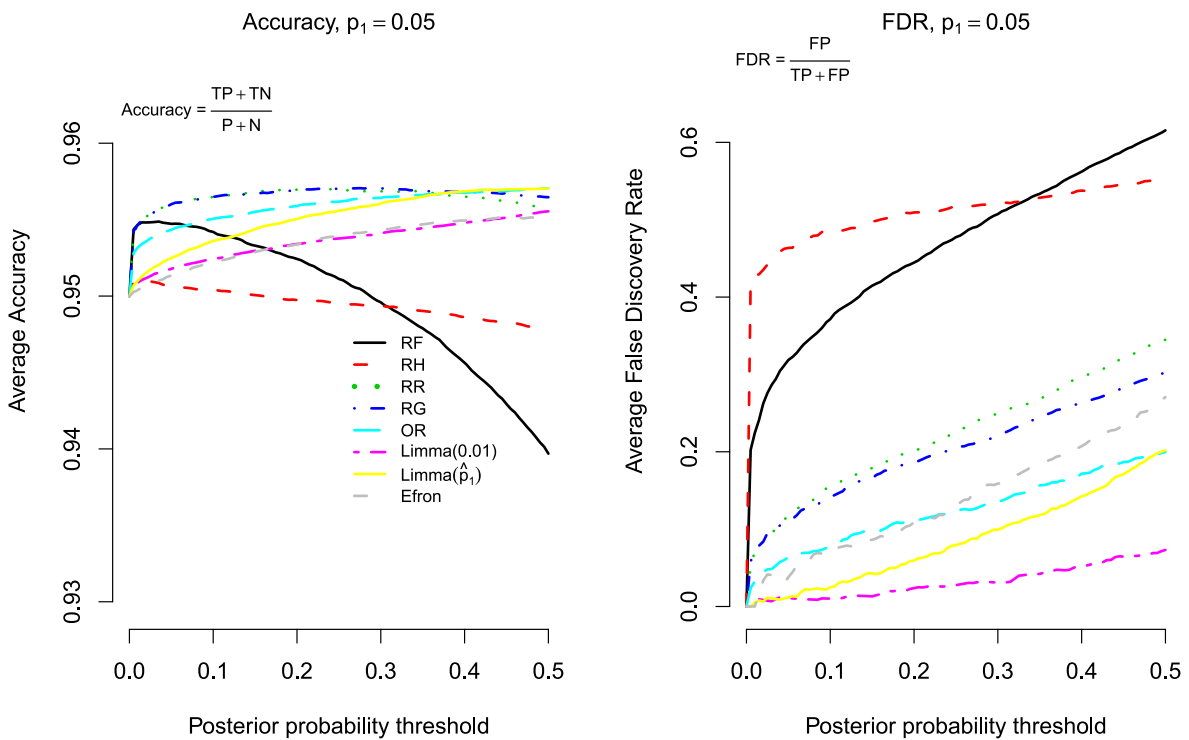 Accuracy, p₁ = 0.05
Accuracy = TP + TN / P + N
Average Accuracy
0.96
0.95
0.94
0.93
RF
RH
RR
RG
OR
Limma(0.01)
Limma(p̂₁)
Efron
0.0 0.1 0.2 0.3 0.4 0.5
Posterior probability threshold
FDR, p₁ = 0.05
FDR = FP / TP + FP
Average False Discovery Rate
0.6
0.4
0.2
0.0
0.0 0.1 0.2 0.3 0.4 0.5
Posterior probability threshold